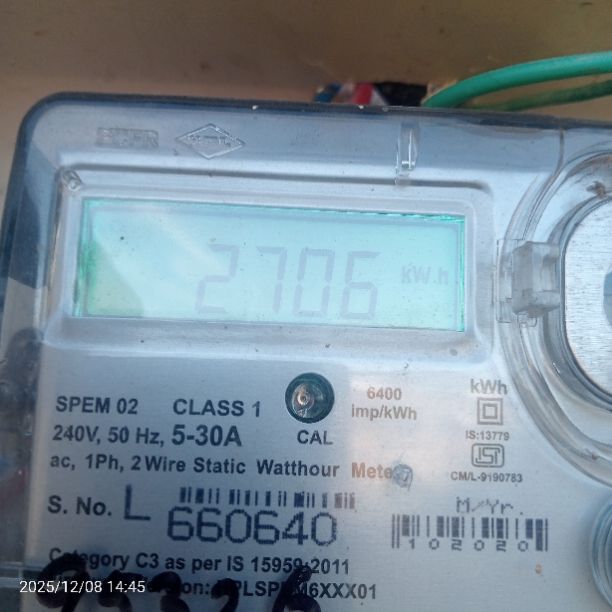 2706 kW.h
SPEM 02 CLASS 1
240V, 50 Hz, 5-30A
ac, 1Ph, 2 Wire Static Watthour Meter
CAL
6400
imp/kWh
kWh
IS:13779
CM/L-9190783
S. No. L
660640
M/Yr.
102020
Category C3 as per IS 15959:2011
2025/12/08 14:45